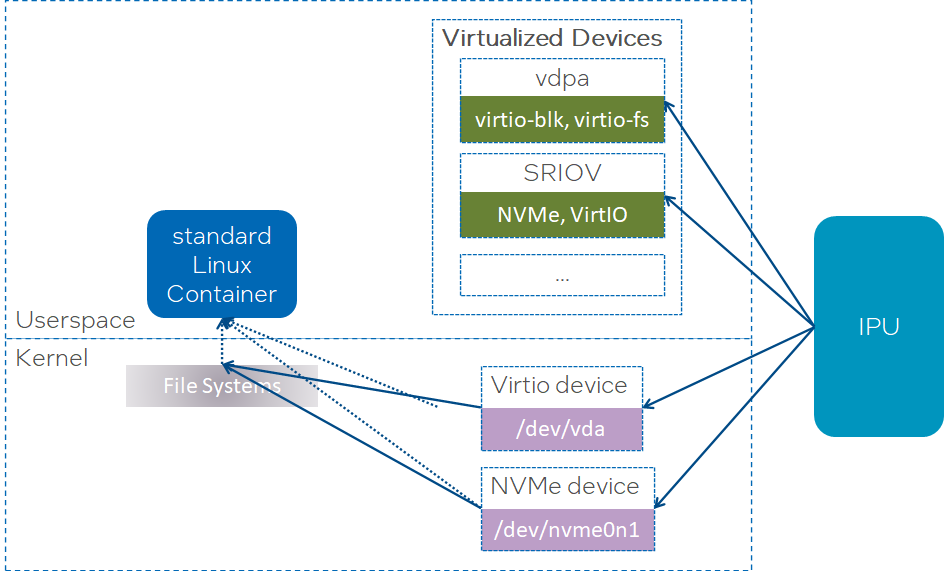 Virtualized Devices
vdpa
virtio-blk, virtio-fs
SRIOV
NVMe, VirtIO
...
standard
Linux
Container
Userspace
IPU
Kernel
File Systems
Virtio device
/dev/vda
NVMe device
/dev/nvme0n1